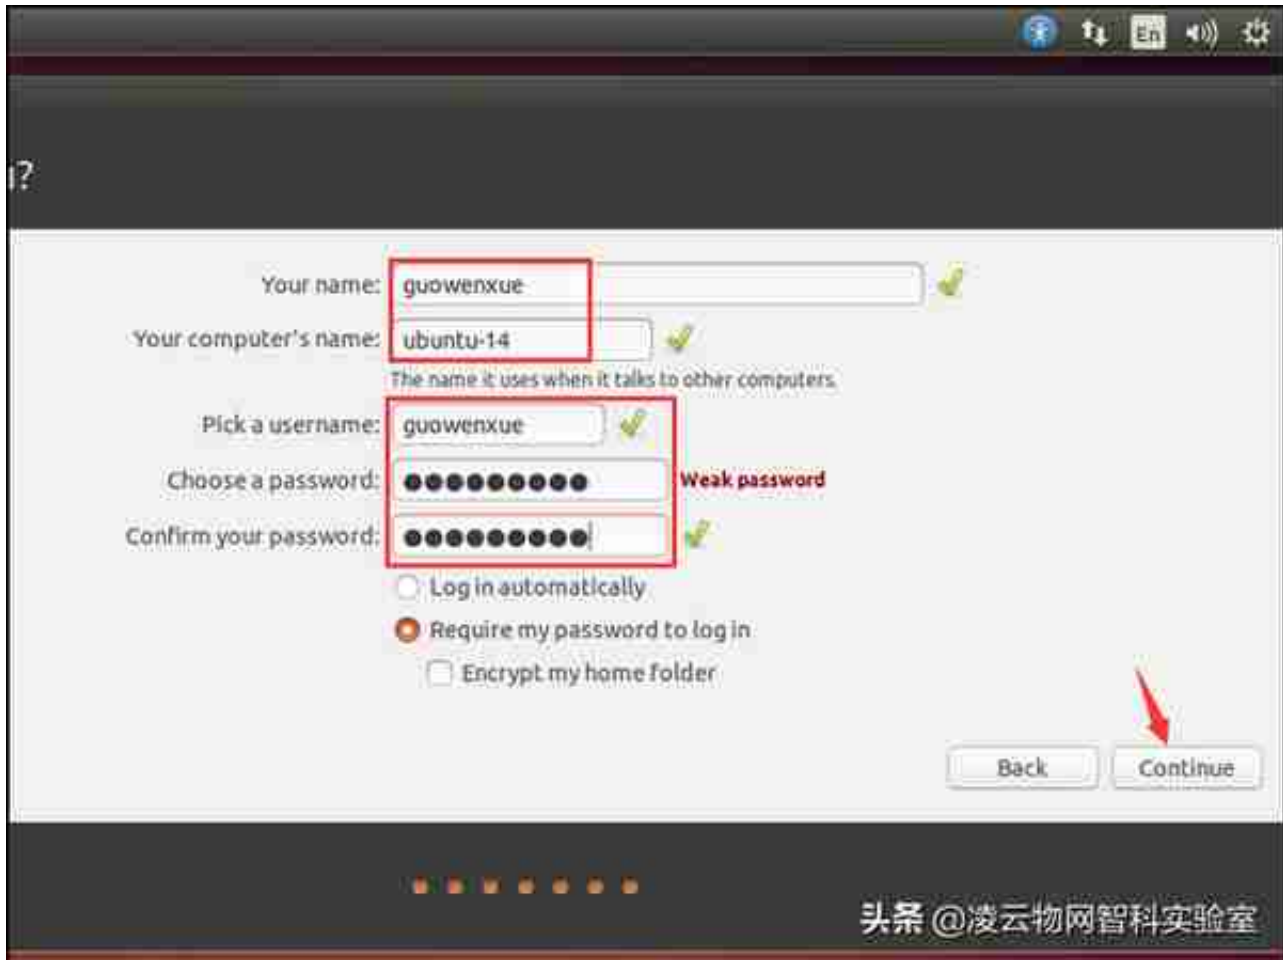 En
?
Your name: guowenxue
Your computer's name: ubuntu-14
The name it uses when it talks to other computers.
Pick a username: guowenxue
Choose a password: ●●●●●●●●● Weak password
Confirm your password: ●●●●●●●●●
Log in automatically
Require my password to log in
Encrypt my home folder
Back Continue
头条 @凌云物网智科实验室